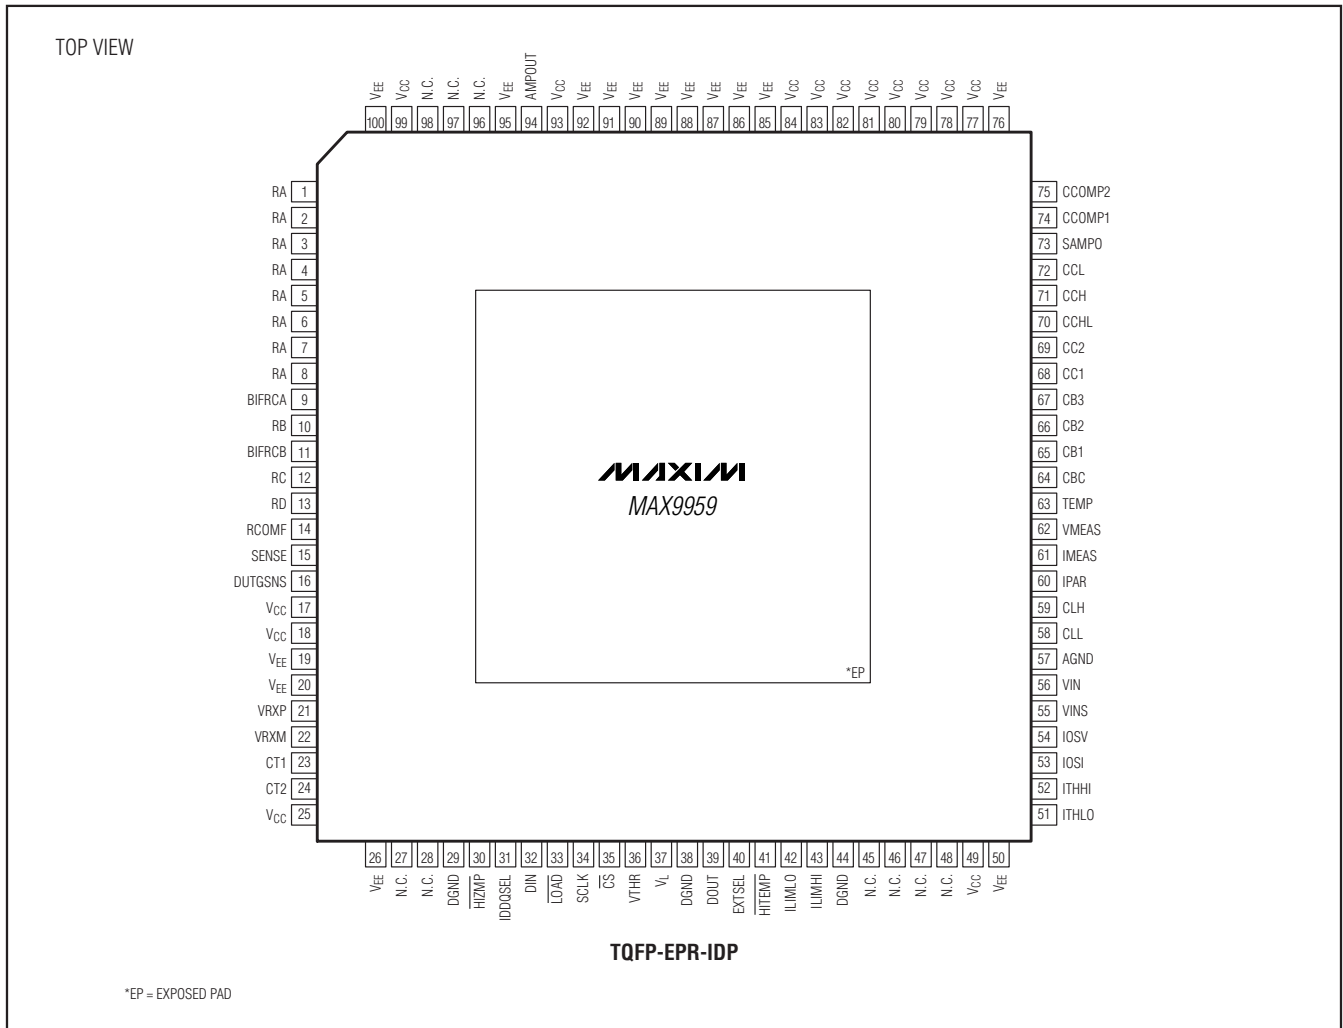 TOP VIEW
VEE VCC N.C. N.C. N.C. VEE AMPOUT VCC VEE VEE VEE VEE VEE VEE VEE VEE VCC VCC VCC VCC VCC VCC VCC VCC VEE
100 99 98 97 96 95 94 93 92 91 90 89 88 87 86 85 84 83 82 81 80 79 78 77 76
RA 1 75 CCOMP2
RA 2 74 CCOMP1
RA 3 73 SAMPO
RA 4 72 CCL
RA 5 71 CCH
RA 6 70 CCHL
RA 7 69 CC2
RA 8 68 CC1
BIFRCA 9 67 CB3
RB 10 66 CB2
BIFRCB 11 65 CB1
RC 12 64 CBC
RD 13 63 TEMP
RCOMF 14 62 VMEAS
SENSE 15 61 IMEAS
DUTGSNS 16 60 IPAR
VCC 17 59 CLH
VCC 18 58 CLL
VEE 19 57 AGND
VEE 20 56 VIN
VRXP 21 55 VINS
VRXM 22 54 IOSV
CT1 23 53 IOSI
CT2 24 52 ITHHI
VCC 25 51 ITHLO
MAXIM
MAX9959
*EP
26 27 28 29 30 31 32 33 34 35 36 37 38 39 40 41 42 43 44 45 46 47 48 49 50
VEE N.C. N.C. DGND HIZMP IDDQSEL DIN LOAD SCLK CS VTHR VL DGND DOUT EXTSEL HITEMP ILIMLO ILIMHI DGND N.C. N.C. N.C. N.C. VCC VEE
TQFP-EPR-IDP
*EP = EXPOSED PAD